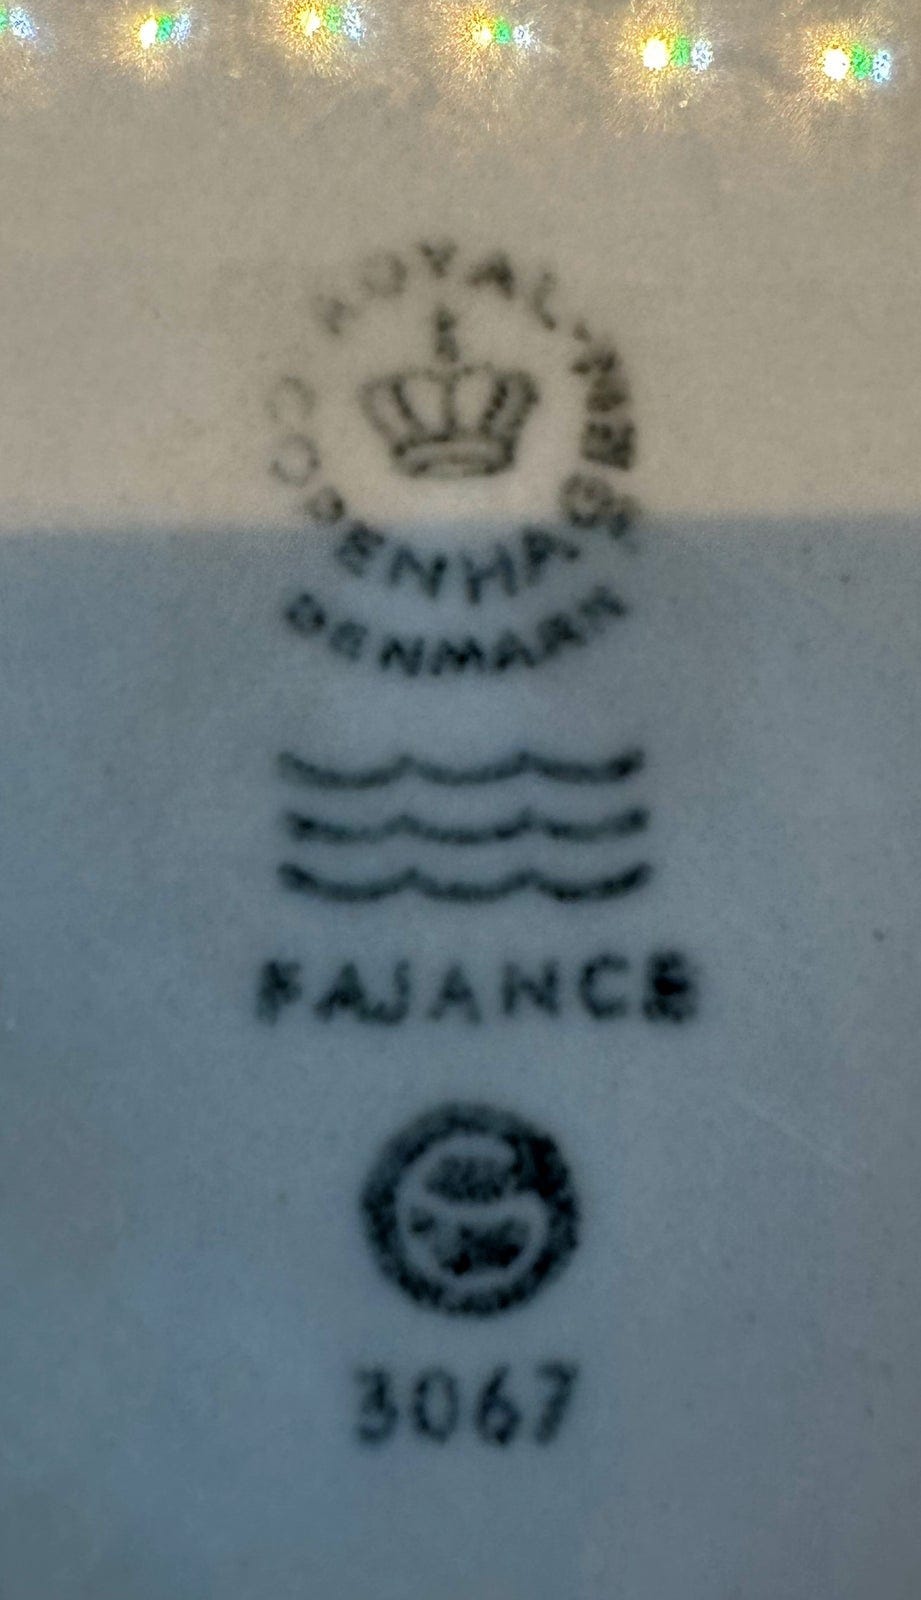 ROYAL
COPENHAGEN
DENMARK
FAJANCE
3067